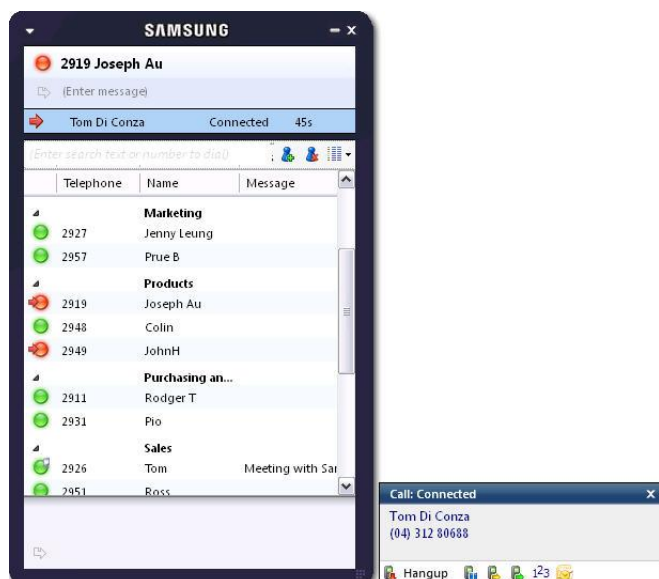 SAMSUNG
2919 Joseph Au
(Enter message)
Tom Di Conza Connected 45s
(Enter search text or number to dial)
Telephone Name Message
Marketing
2927 Jenny Leung
2957 Prue B
Products
2919 Joseph Au
2948 Colin
2949 JohnH
Purchasing an...
2911 Rodger T
2931 Pio
Sales
2926 Tom Meeting with Sar
2951 Ross
Call: Connected
Tom Di Conza
(04) 312 80688
Hangup 123